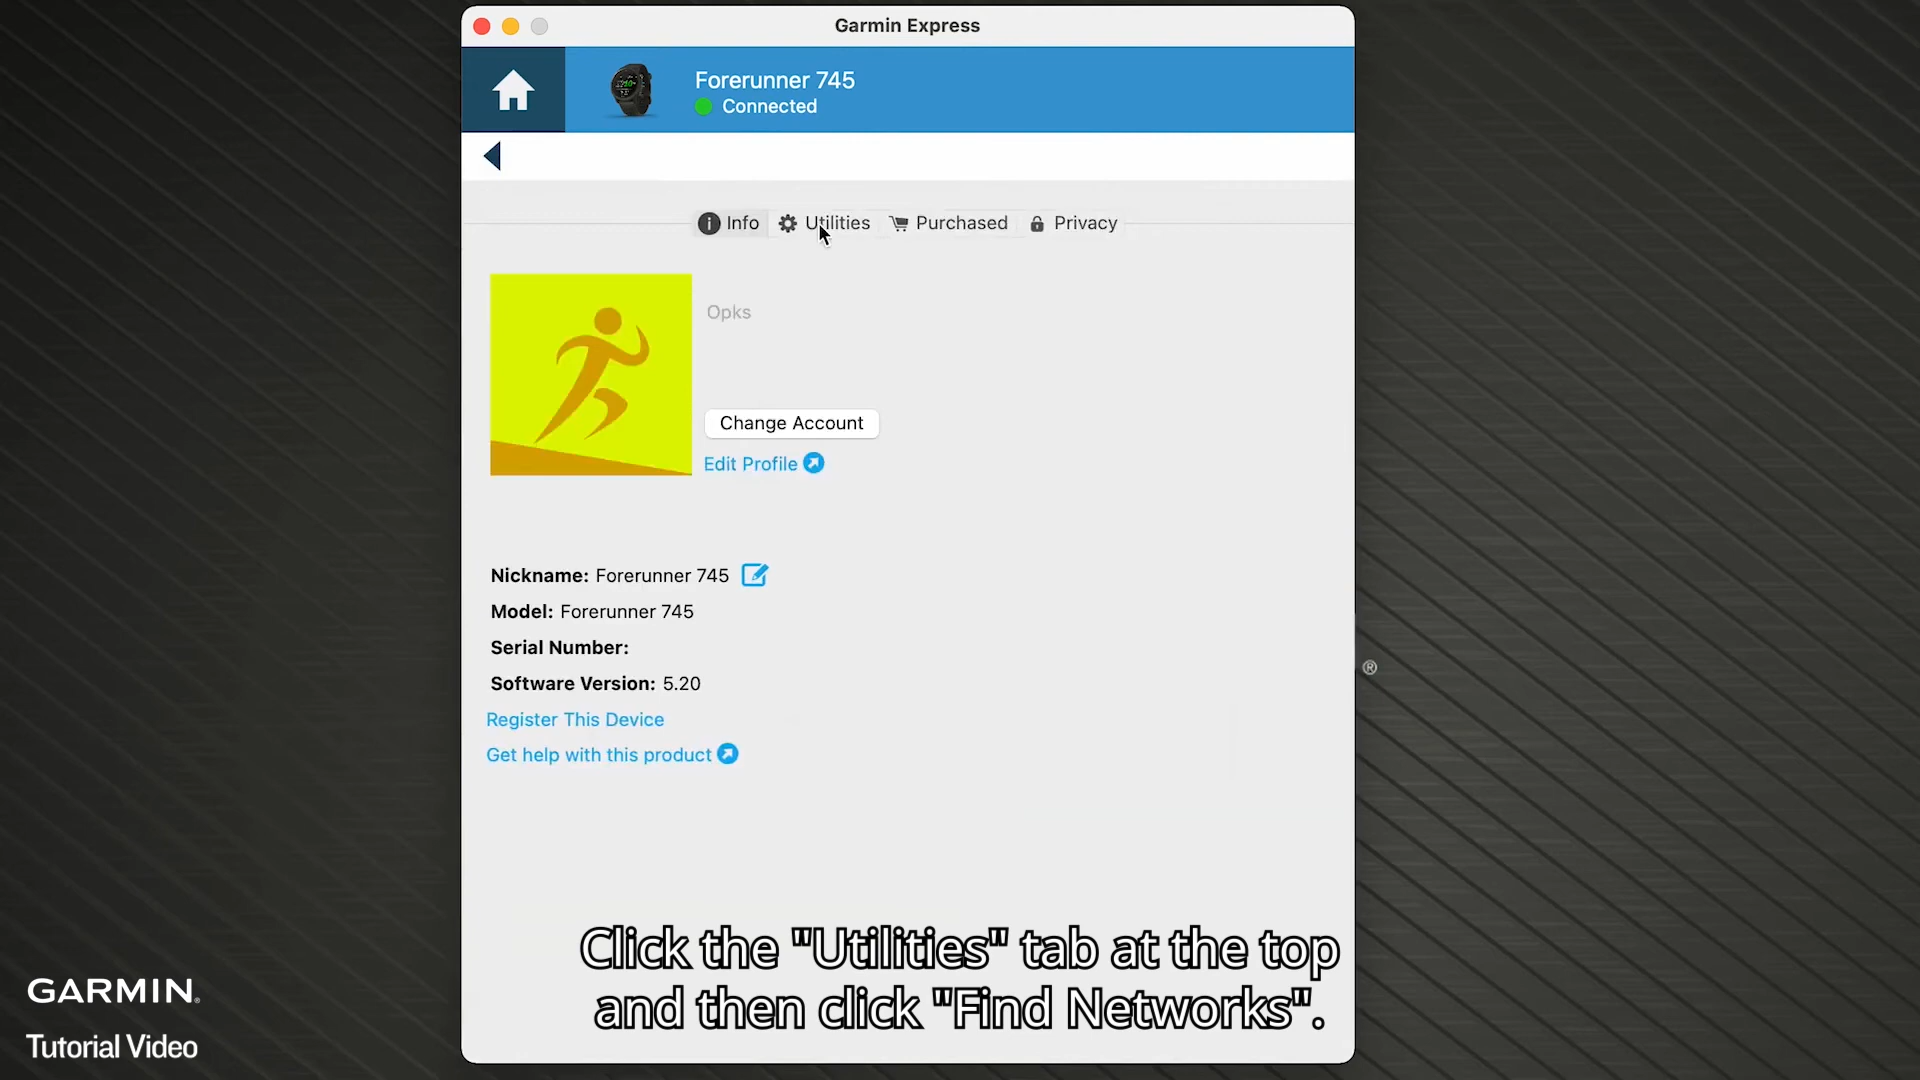 Garmin Express
Forerunner 745
Connected
Info
Utilities
Purchased
Privacy
Opks
Change Account
Edit Profile
Nickname: Forerunner 745
Model: Forerunner 745
Serial Number:
Software Version: 5.20
Register This Device
Get help with this product
®
Click the "Utilities" tab at the top
and then click "Find Networks".
GARMIN.
Tutorial Video